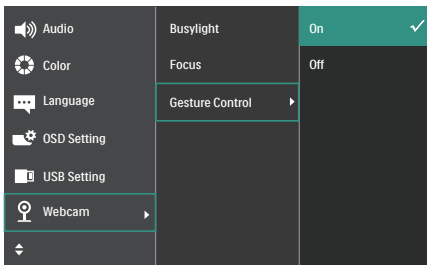 Audio
Color
Language
OSD Setting
USB Setting
Webcam
Busylight
Focus
Gesture Control
On
Off